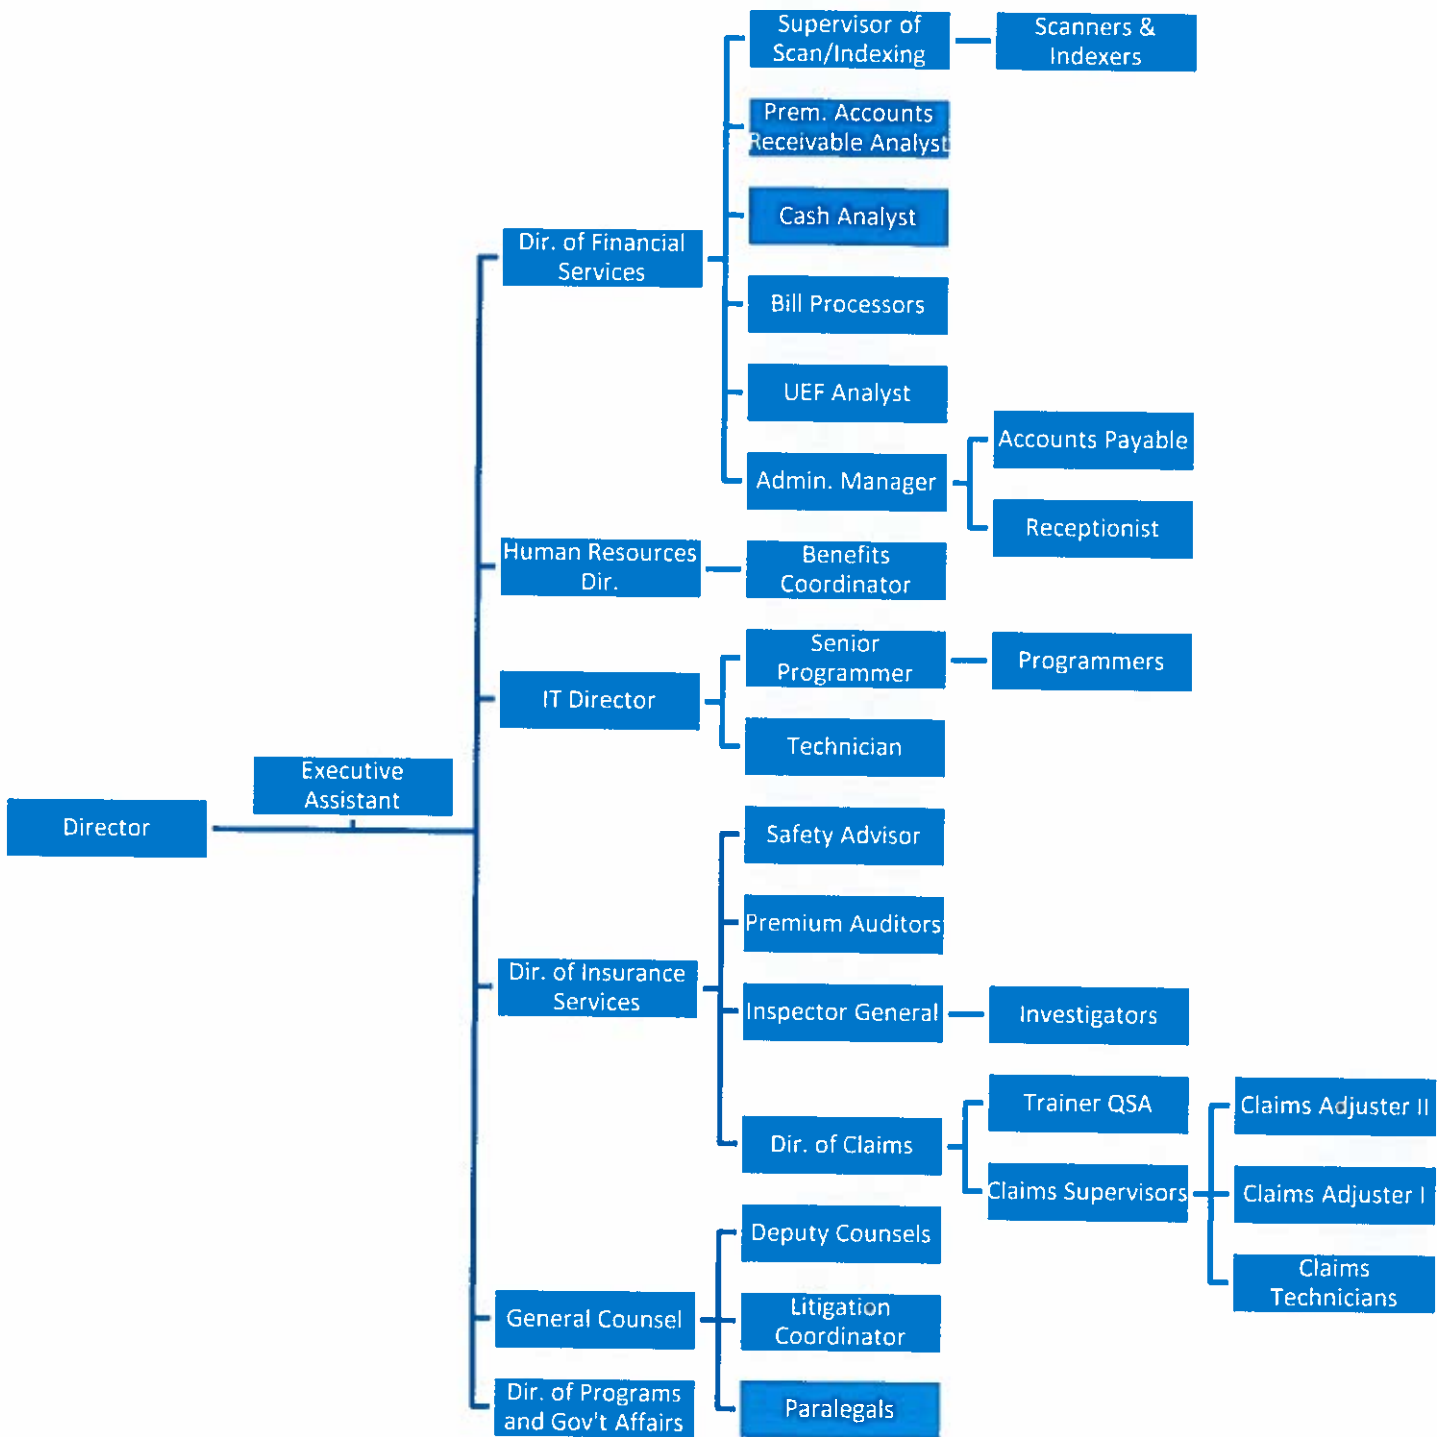 Supervisor of
Scan/Indexing
Scanners &
Indexers
Prem. Accounts
Receivable Analyst
Cash Analyst
Dir. of Financial
Services
Bill Processors
UEF Analyst
Accounts Payable
Admin. Manager
Receptionist
Human Resources
Dir.
Benefits
Coordinator
Senior
Programmer
Programmers
IT Director
Technician
Executive
Assistant
Director
Safety Advisor
Premium Auditors
Dir. of Insurance
Services
Inspector General
Investigators
Trainer QSA
Claims Adjuster II
Dir. of Claims
Claims Supervisors
Claims Adjuster I
Deputy Counsels
Claims
Technicians
General Counsel
Litigation
Coordinator
Dir. of Programs
and Gov't Affairs
Paralegals